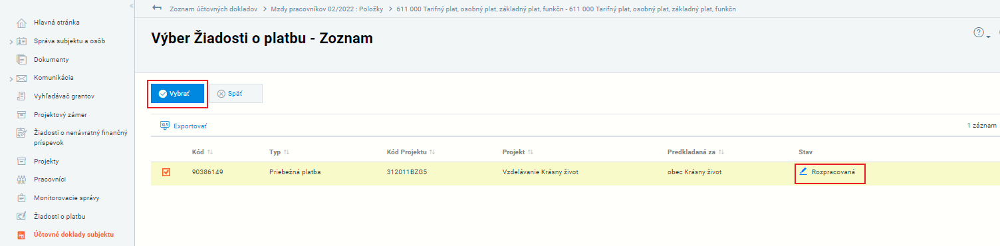 Zoznam účtovných dokladov > Mzdy pracovníkov 02/2022 : Položky > 611 000 Tarifný plat, osobný plat, základný plat, funkčn - 611 000 Tarifný plat, osobný plat, základný plat, funkčn
Hlavná stránka
Správa subjektu a osôb
Dokumenty
Komunikácia
Vyhľadávač grantov
Projektový zámer
Žiadosti o nenávratný finančný
príspevok
Projekty
Pracovníci
Monitorovacie správy
Žiadosti o platbu
Účtovné doklady subjektu
Výber Žiadosti o platbu - Zoznam
Vybrať Späť
XLS Exportovať 1 záznam
Kód Typ Kód Projektu Projekt Predkladaná za Stav
90386149 Priebežná platba 312011BZG5 Vzdelávanie Krásny život obec Krásny život Rozpracovaná